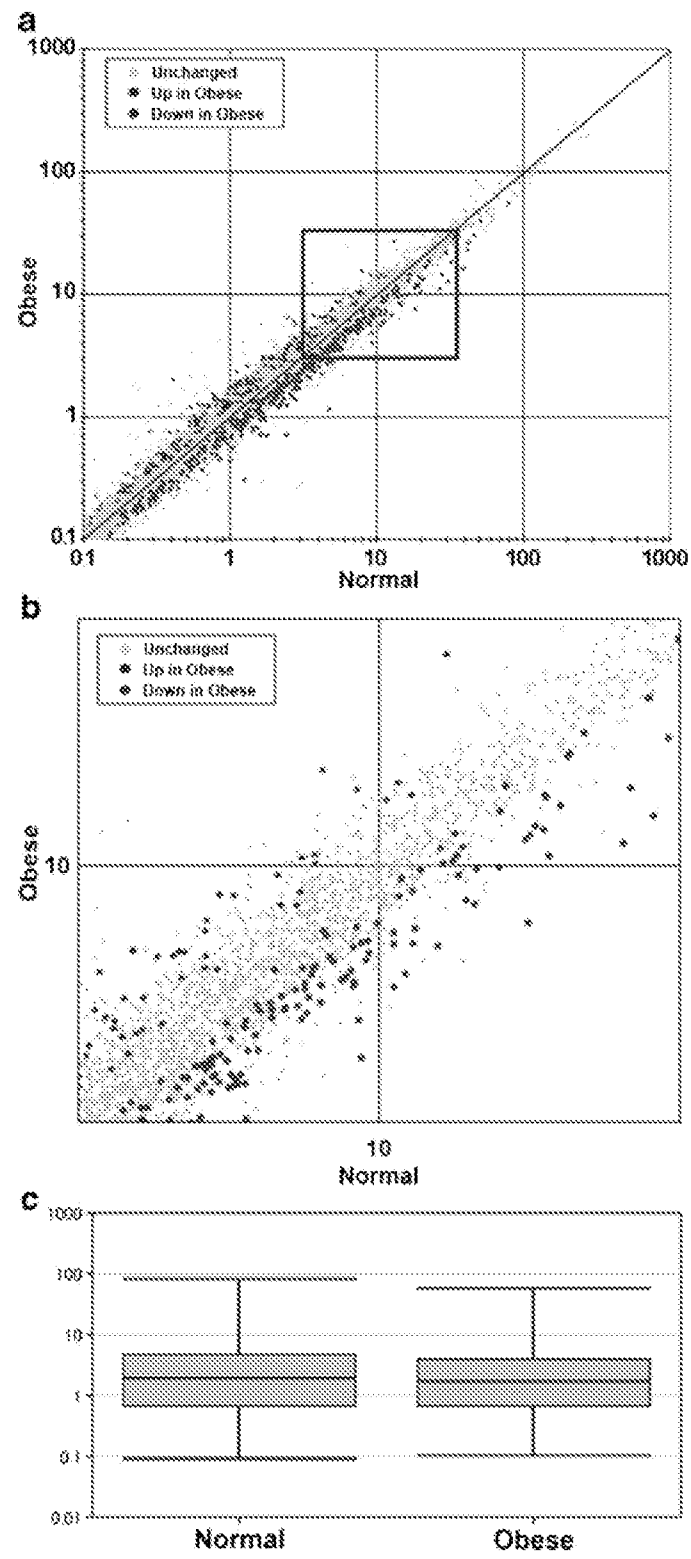 a
1000
Unchanged
Up in Obese
Down in Obese
100
10
1
0.1
Obese
01 1 10 100 1000
Normal
b
Unchanged
Up in Obese
Down in Obese
Obese
10
10
Normal
c
1000
100
10
1
0.1
0.01
Normal Obese